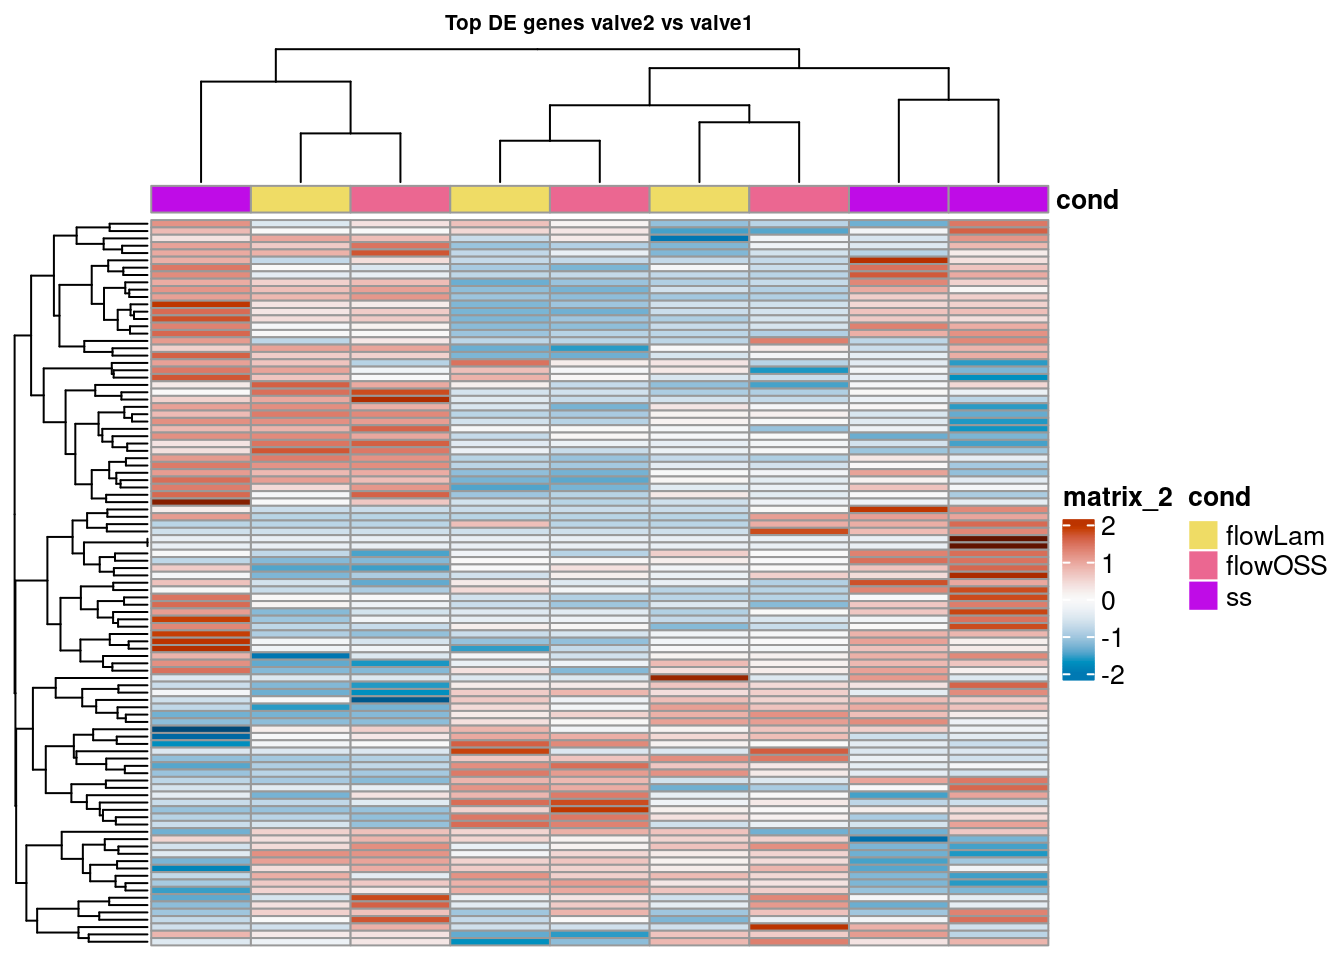 Top DE genes valve2 vs valve1
cond
matrix_2
2
1
0
-1
-2
cond
flowLam
flowOSS
ss